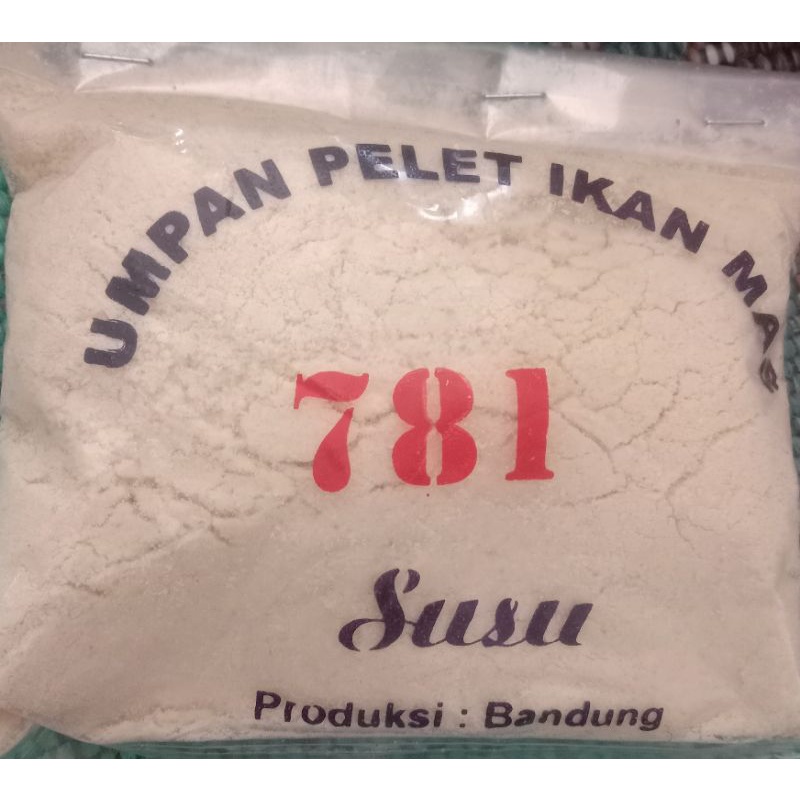 UMPAN PELET IKAN MAS
781
Susu
Produksi : Bandung